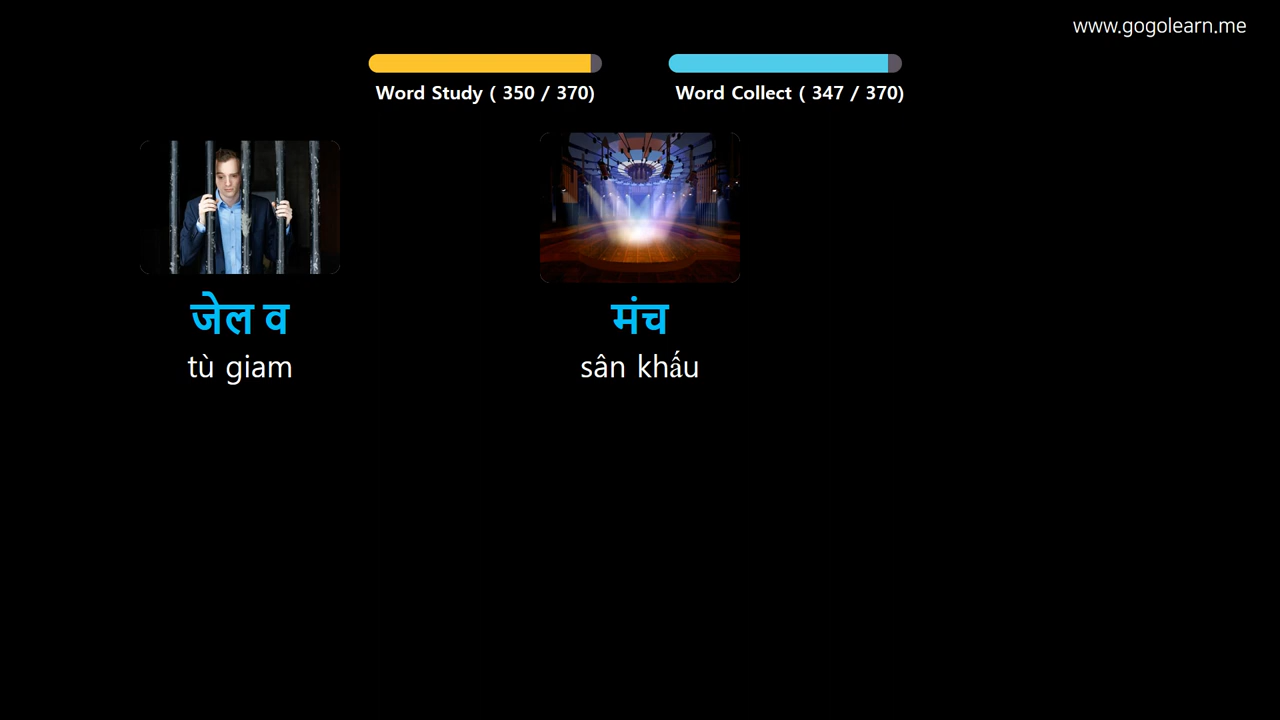 www.gogolearn.me
Word Study ( 350 / 370)
Word Collect ( 347 / 370)
जेल व
tù giam
मंच
sân khấu